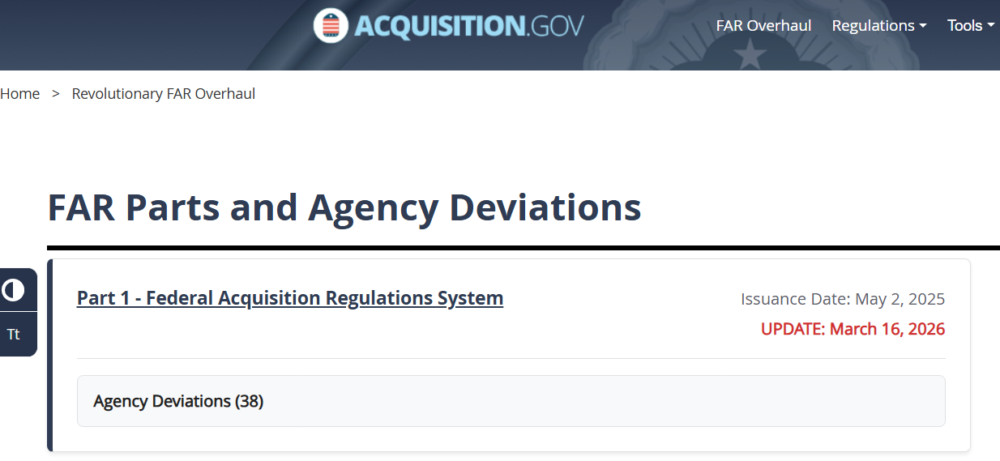 ACQUISITION.GOV
FAR Overhaul Regulations Tools
Home > Revolutionary FAR Overhaul
FAR Parts and Agency Deviations
Part 1 - Federal Acquisition Regulations System
Issuance Date: May 2, 2025
UPDATE: March 16, 2026
Tt
Agency Deviations (38)